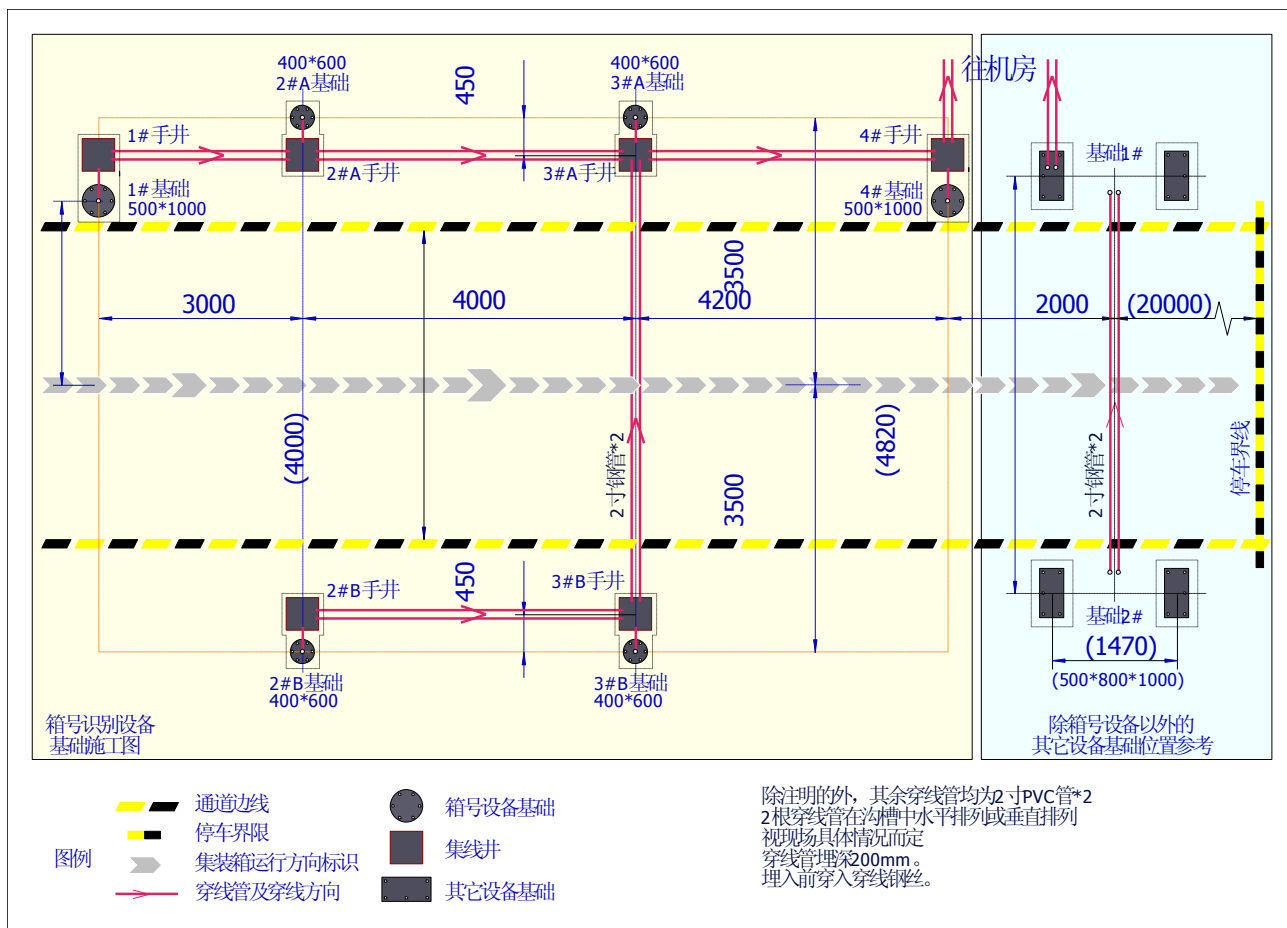 400*600
2#A基础
450
400*600
3#A基础
往机房
1#手井
2#A手井
3#A手井
4#手井
基础1#
1#基础
500*1000
4#基础
500*1000
3500
3000
4000
4200
2000
(20000)
(4000)
2寸钢管*2
(4820)
3500
2寸钢管*2
停车界线
2#B手井
450
3#B手井
2#B基础
400*600
3#B基础
400*600
基础2#
(1470)
(500*800*1000)
箱号识别设备
基础施工图
除箱号设备以外的
其它设备基础位置参考
图例
通道边线
停车界限
集装箱运行方向标识
穿线管及穿线方向
箱号设备基础
集线井
其它设备基础
除注明的外，其余穿线管均为2寸PVC管*2
2根穿线管在沟槽中水平排列或垂直排列
视现场具体情况而定
穿线管埋深200mm。
埋入前穿入穿线钢丝。